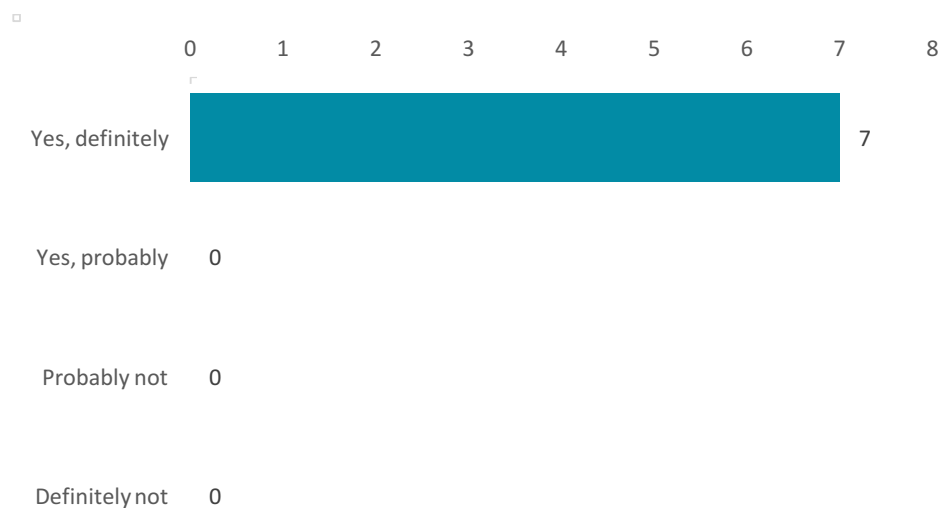 0 1 2 3 4 5 6 7 8
Yes, definitely 7
Yes, probably 0
Probably not 0
Definitely not 0